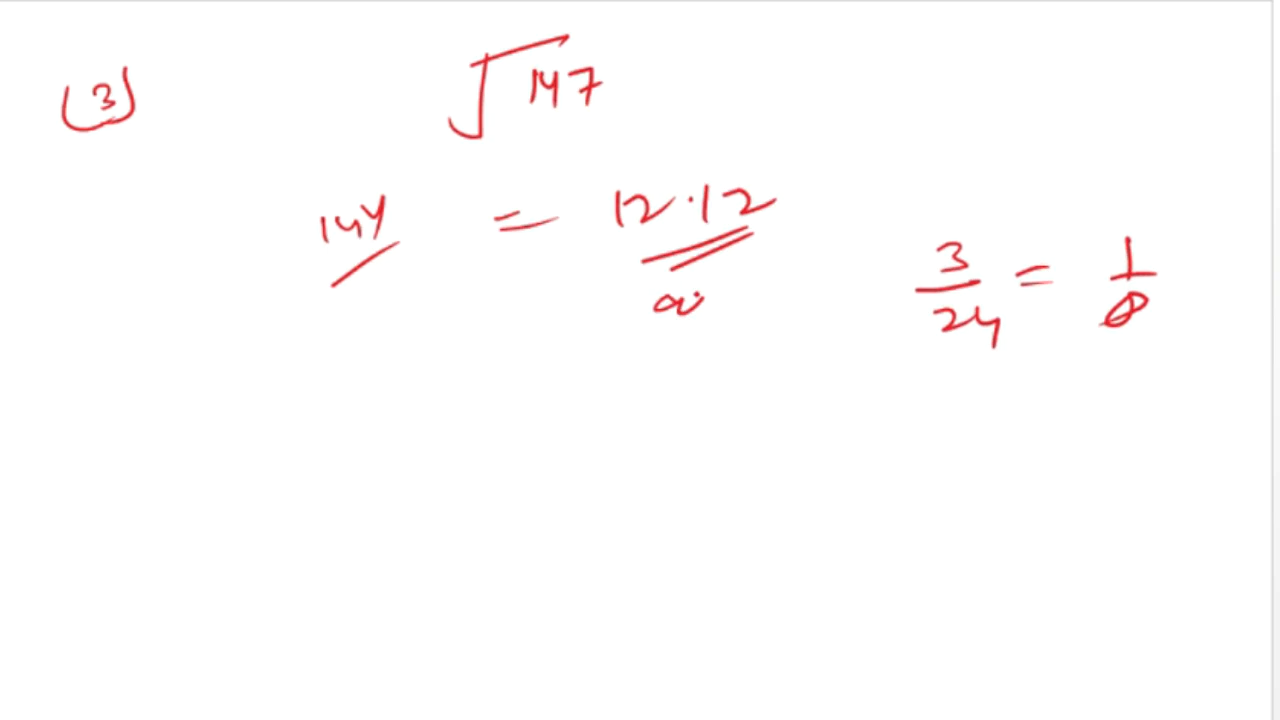 (3) √147
144 = 12.12
3/24 = 1/8